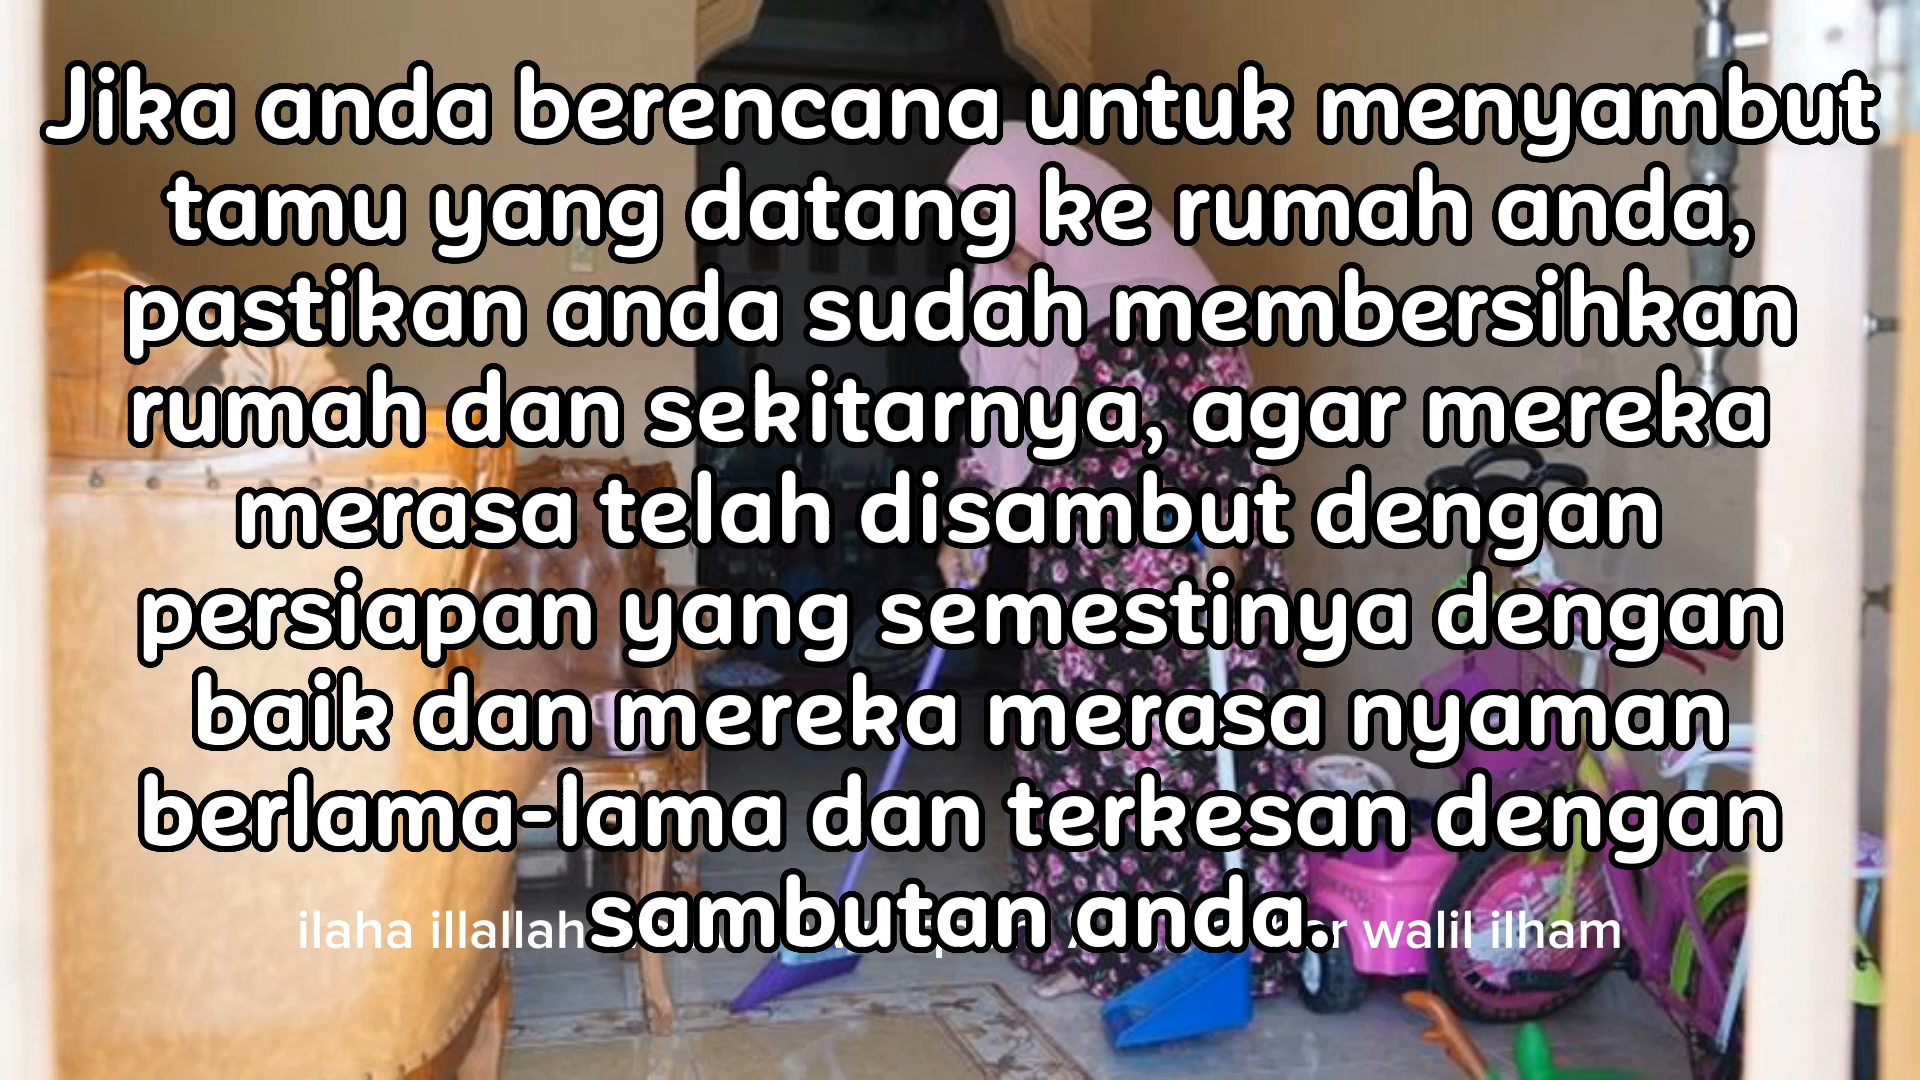 Jika anda berencana untuk menyambut
tamu yang datang ke rumah anda,
pastikan anda sudah membersihkan
rumah dan sekitarnya, agar mereka
merasa telah disambut dengan
persiapan yang semestinya dengan
baik dan mereka merasa nyaman
berlama-lama dan terkesan dengan
sambutan anda.
ilaha illallah walil ilham